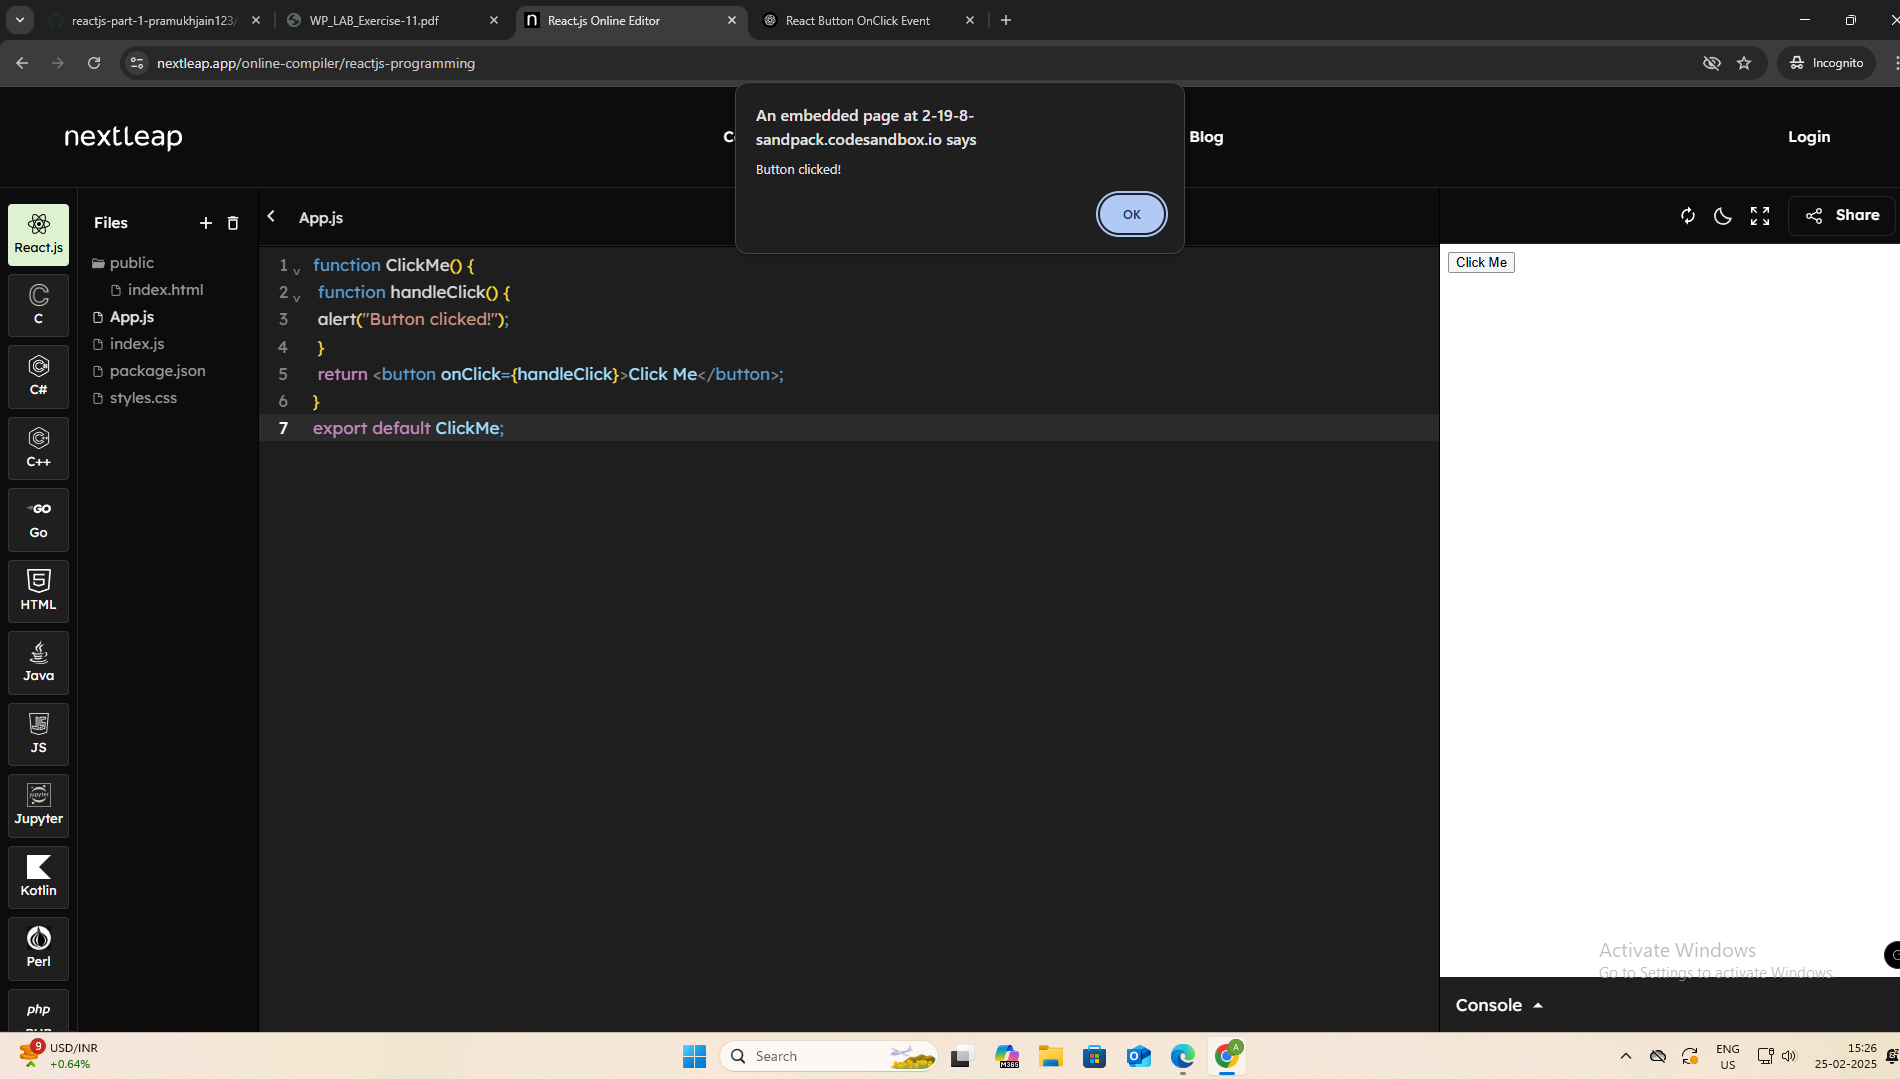 reactjs-part-1-pramukhjain123/
WP_LAB_Exercise-11.pdf
React.js Online Editor
React Button OnClick Event
nextleap.app/online-compiler/reactjs-programming
Incognito
An embedded page at 2-19-8-
sandpack.codesandbox.io says
Button clicked!
OK
nextleap
Blog
Login
React.js
Files
App.js
Share
public
index.html
App.js
index.js
package.json
styles.css
C
C#
C++
GO
Go
HTML
Java
JS
Jupyter
Kotlin
Perl
php
1 function ClickMe() {
2 function handleClick() {
3 alert("Button clicked!");
4 }
5 return <button onClick={handleClick}>Click Me</button>;
6 }
7 export default ClickMe;
Click Me
Activate Windows
Go to Settings to activate Windows.
Console
9
USD/INR
+0.64%
Search
M365
A
ENG
US
15:26
25-02-2025